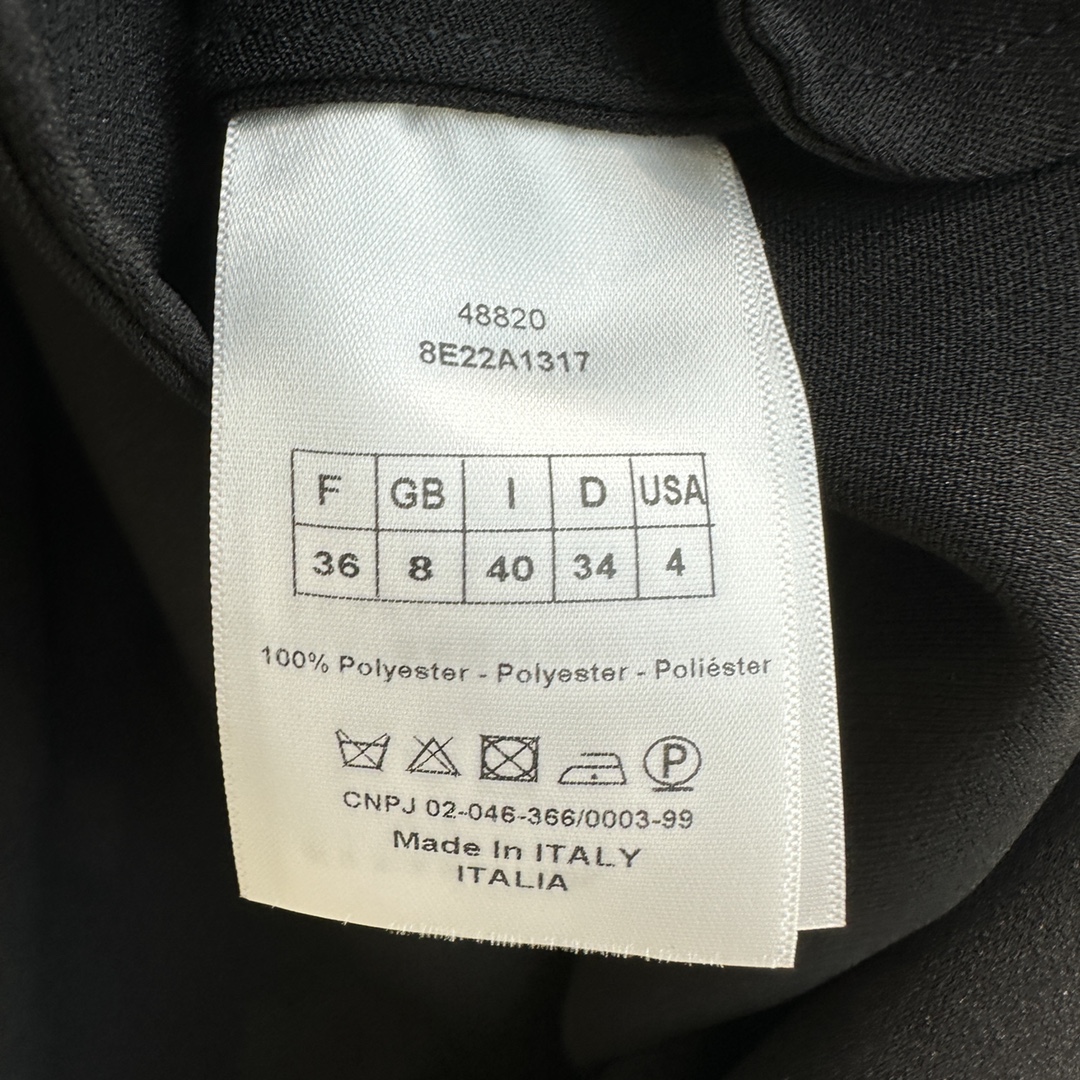 48820
8E22A1317
F GB I D USA
36 8 40 34 4
100% Polyester - Polyester - Poliéster
P
CNPJ 02-046-366/0003-99
Made In ITALY
ITALIA